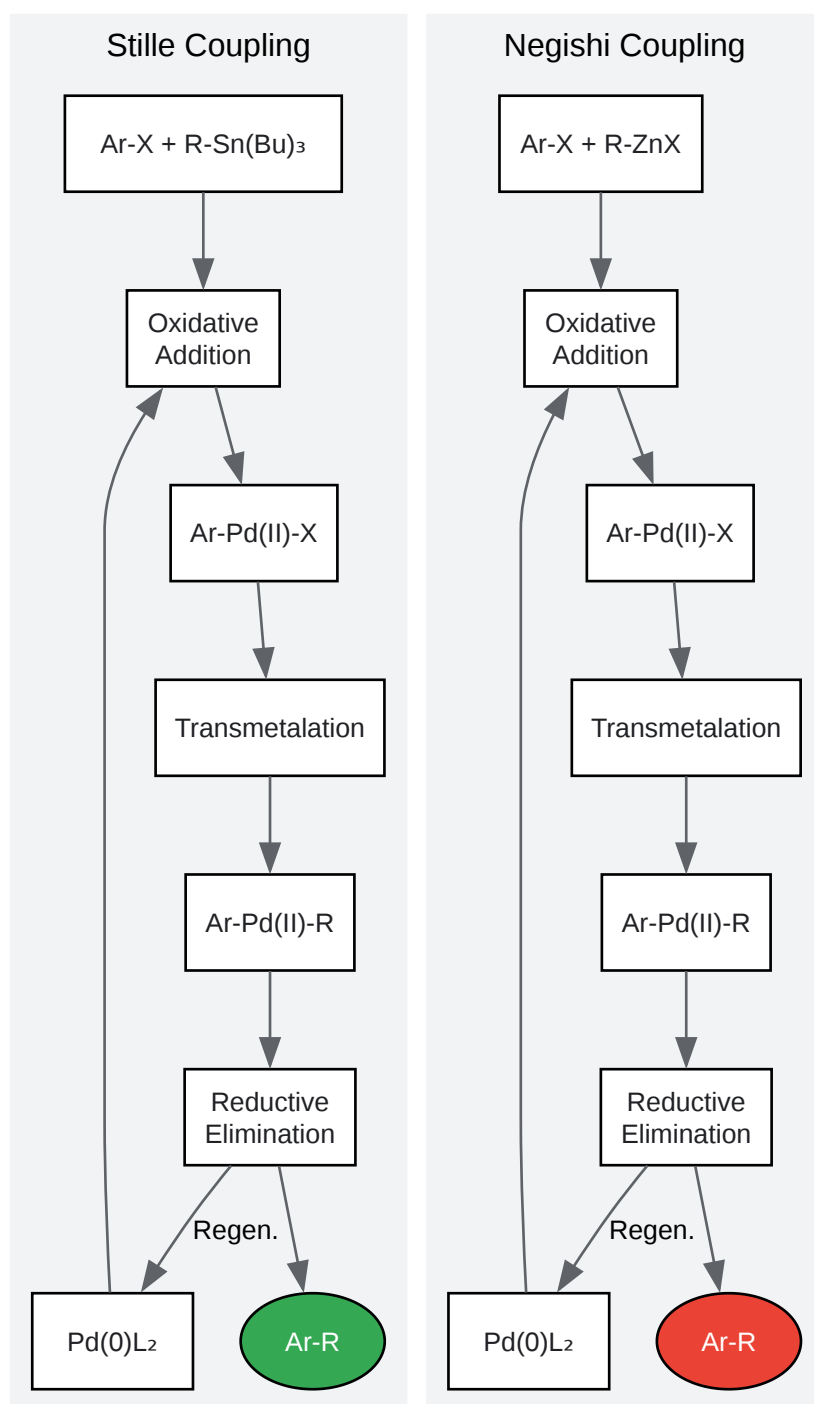 Stille Coupling
Ar-X + R-Sn(Bu)₃
Oxidative
Addition
Ar-Pd(II)-X
Transmetalation
Ar-Pd(II)-R
Reductive
Elimination
Regen.
Pd(0)L₂
Ar-R
Negishi Coupling
Ar-X + R-ZnX
Oxidative
Addition
Ar-Pd(II)-X
Transmetalation
Ar-Pd(II)-R
Reductive
Elimination
Regen.
Pd(0)L₂
Ar-R